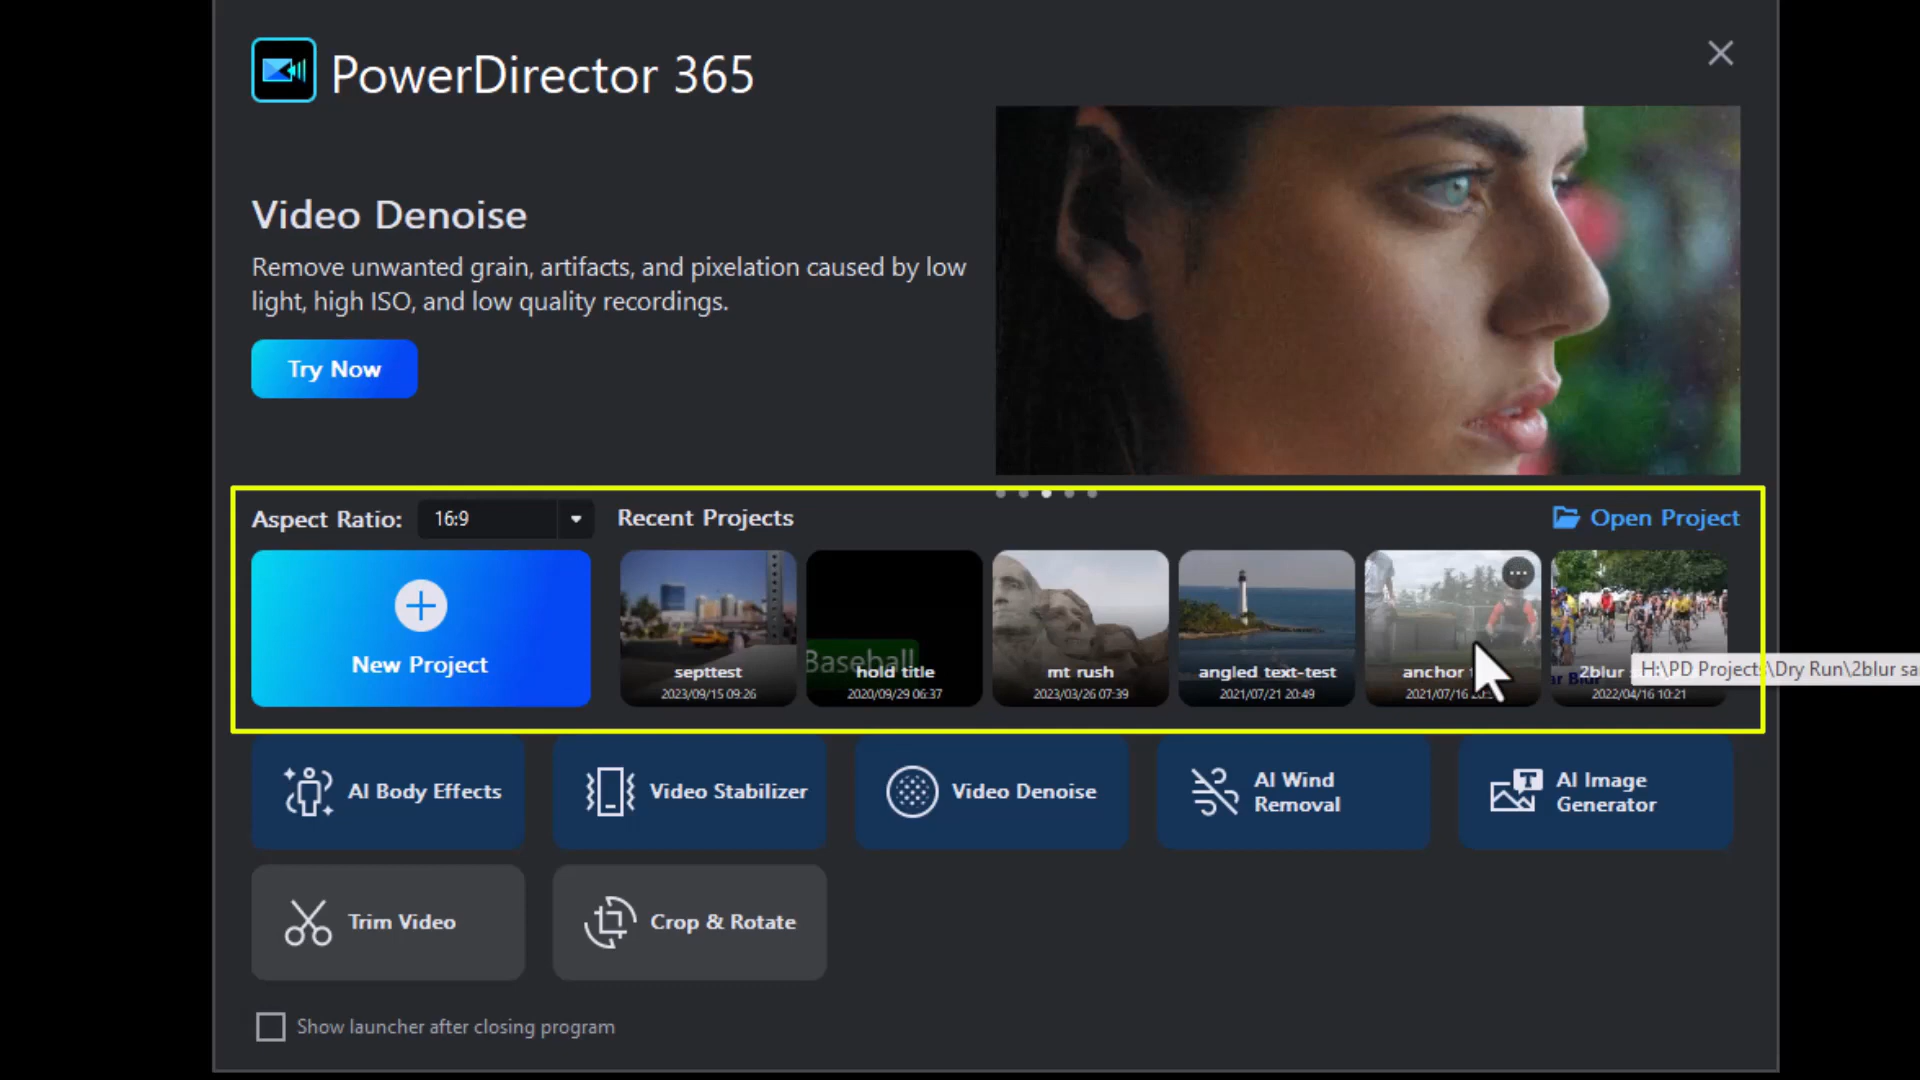 PowerDirector 365
Video Denoise
Remove unwanted grain, artifacts, and pixelation caused by low
light, high ISO, and low quality recordings.
Try Now
Aspect Ratio:
16:9
Recent Projects
Open Project
New Project
septtest
2023/09/15 09:26
Baseball
hold title
2020/09/29 06:37
mt rush
2023/03/26 07:39
angled text-test
2021/07/21 20:49
anchor
2021/07/16
2blur
2022/04/16 10:21
H:\PD Projects\Dry Run\2blur sa
AI Body Effects
Video Stabilizer
Video Denoise
AI Wind
Removal
AI Image
Generator
Trim Video
Crop & Rotate
Show launcher after closing program